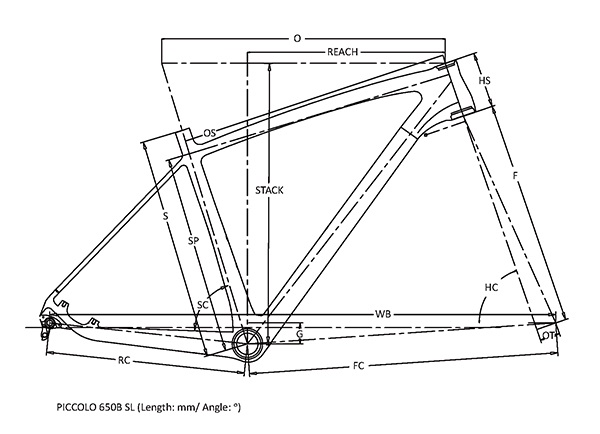 O
REACH
HS
OS
F
STACK
S
SP
SC
HC
WB
G
OT
RC
FC
PICCOLO 650B SL (Length: mm/ Angle: º)